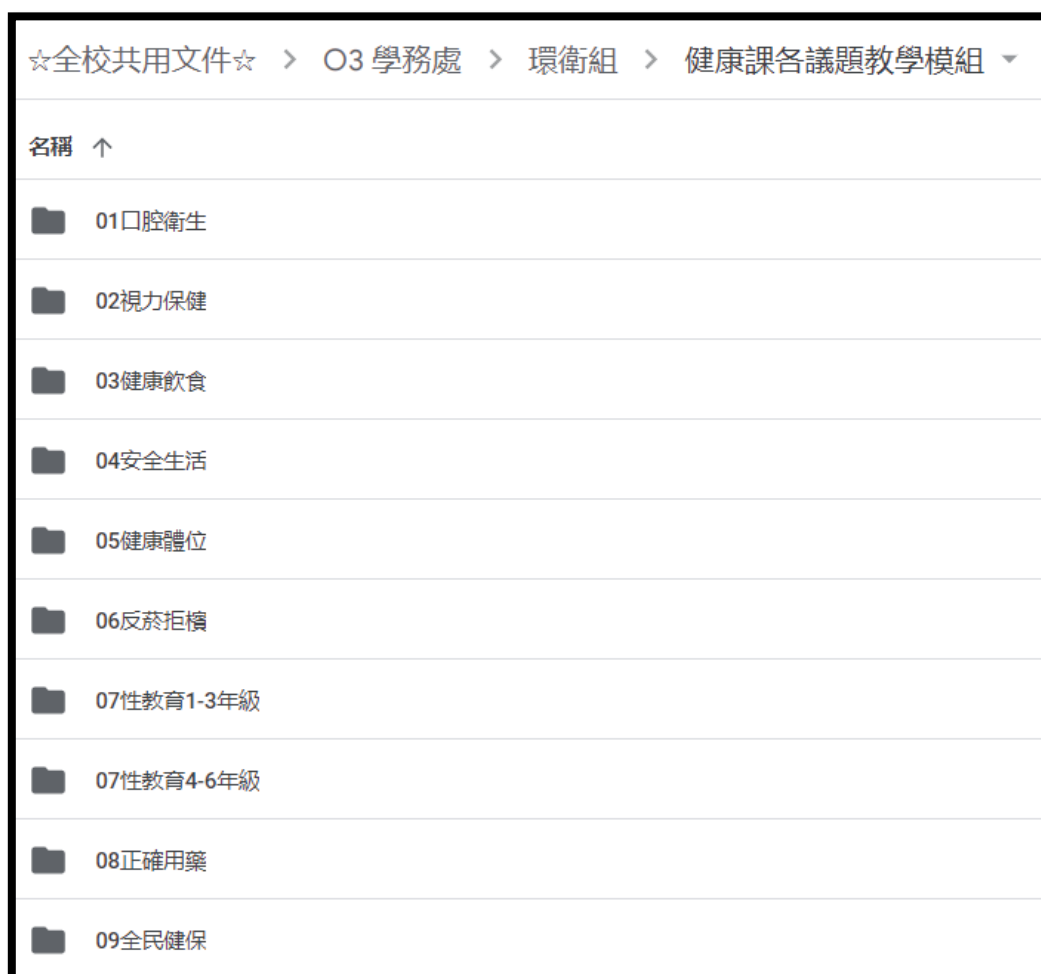 ☆全校共用文件☆ > O3 學務處 > 環衛組 > 健康課各議題教學模組
名稱 ↑
01口腔衛生
02視力保健
03健康飲食
04安全生活
05健康體位
06反菸拒檳
07性教育1-3年級
07性教育4-6年級
08正確用藥
09全民健保